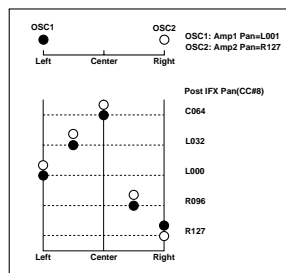 OSC1
OSC2
OSC1: Amp1 Pan=L001
OSC2: Amp2 Pan=R127
Left
Center
Right
Post IFX Pan(CC#8)
C064
L032
L000
R096
R127
Left
Center
Right